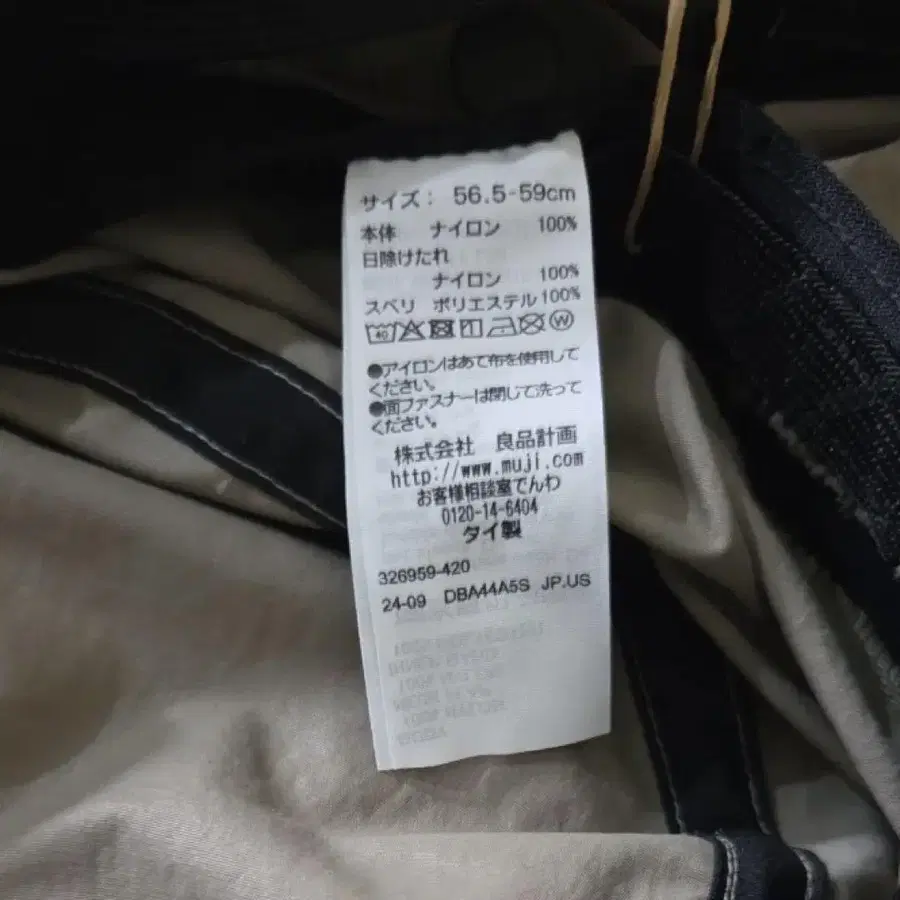 サイズ： 56.5-59cm
本体 ナイロン 100%
日除けたれ
ナイロン 100%
スベリ ポリエステル 100%
40 W
●アイロンはあて布を使用して
ください。
●面ファスナーは閉じて洗って
ください。
株式会社 良品計画
http://www.muji.com
お客様相談室でんわ
0120-14-6404
タイ製
326959-420
24-09 DBA44A5S JP.US